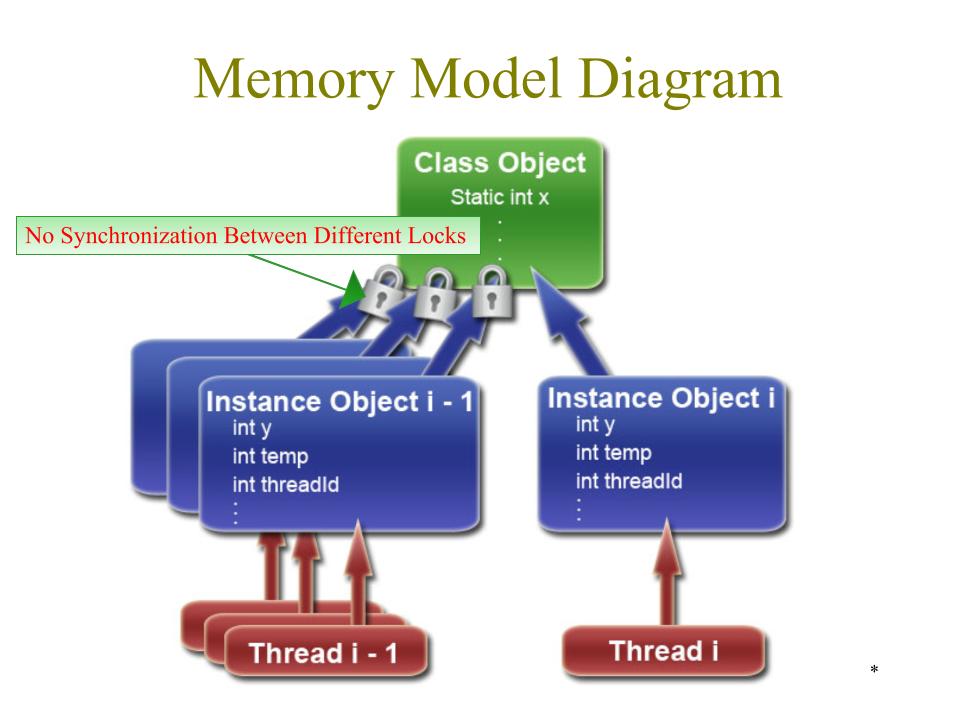 Memory Model Diagram
Class Object
Static int x
.
.
.
No Synchronization Between Different Locks
Instance Object i - 1
int y
int temp
int threadId
.
.
.
Instance Object i
int y
int temp
int threadId
.
.
.
Thread i - 1
Thread i
*